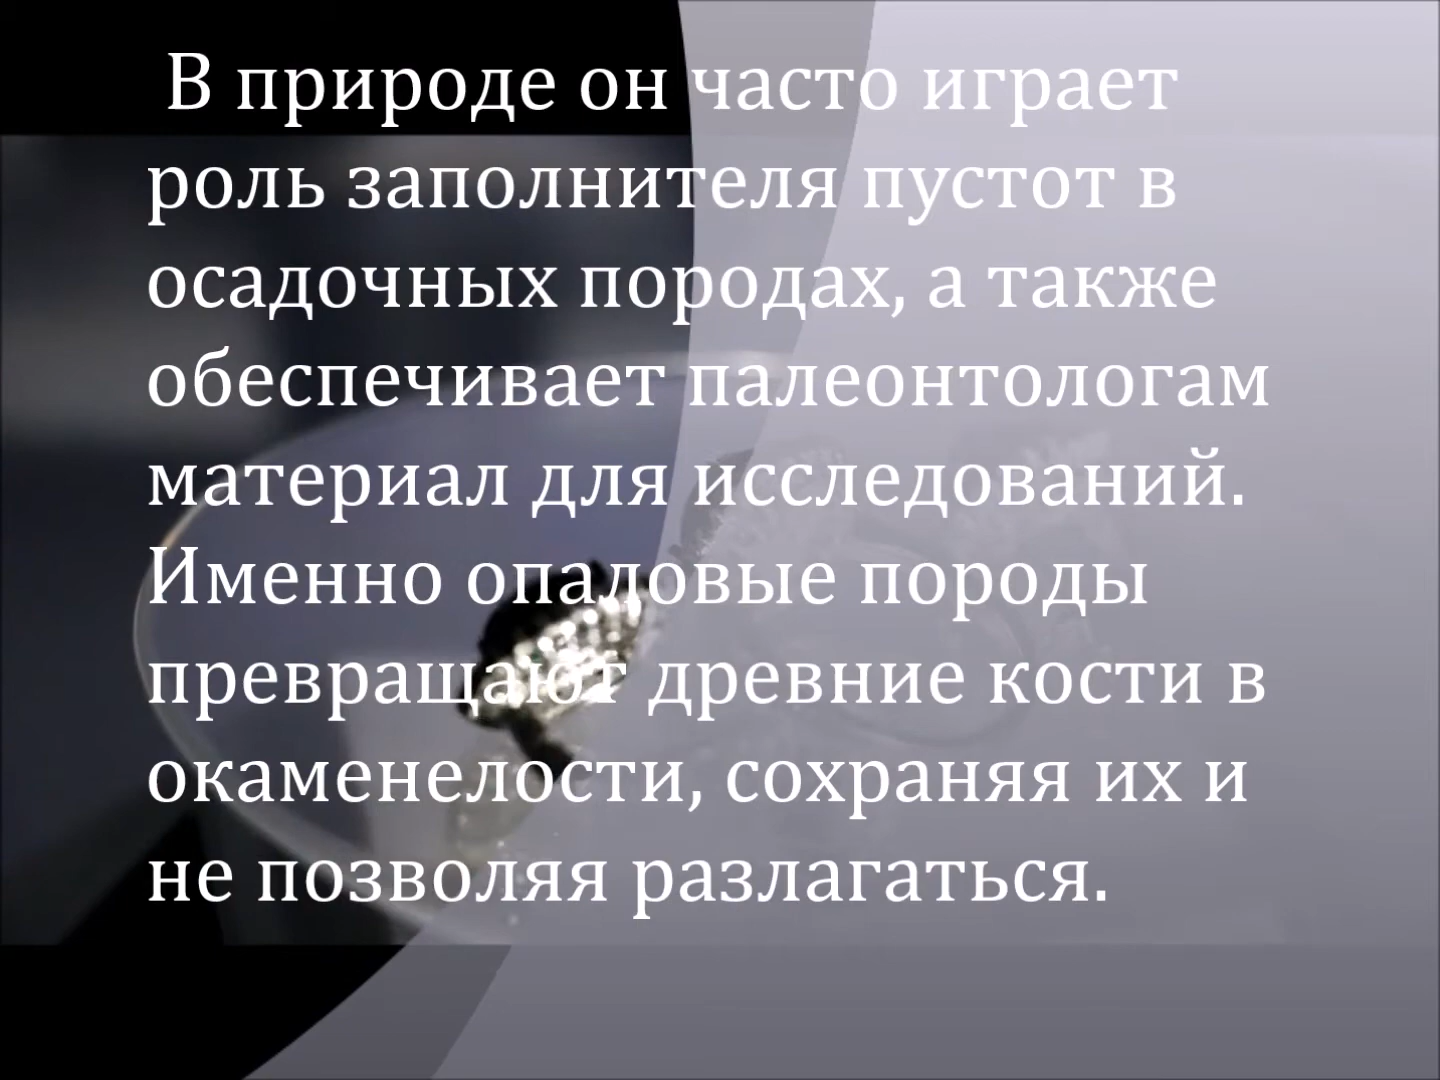 В природе он часто играет
роль заполнителя пустот в
осадочных породах, а также
обеспечивает палеонтологам
материал для исследований.
Именно опаловые породы
превращают древние кости в
окаменелости, сохраняя их и
не позволяя разлагаться.